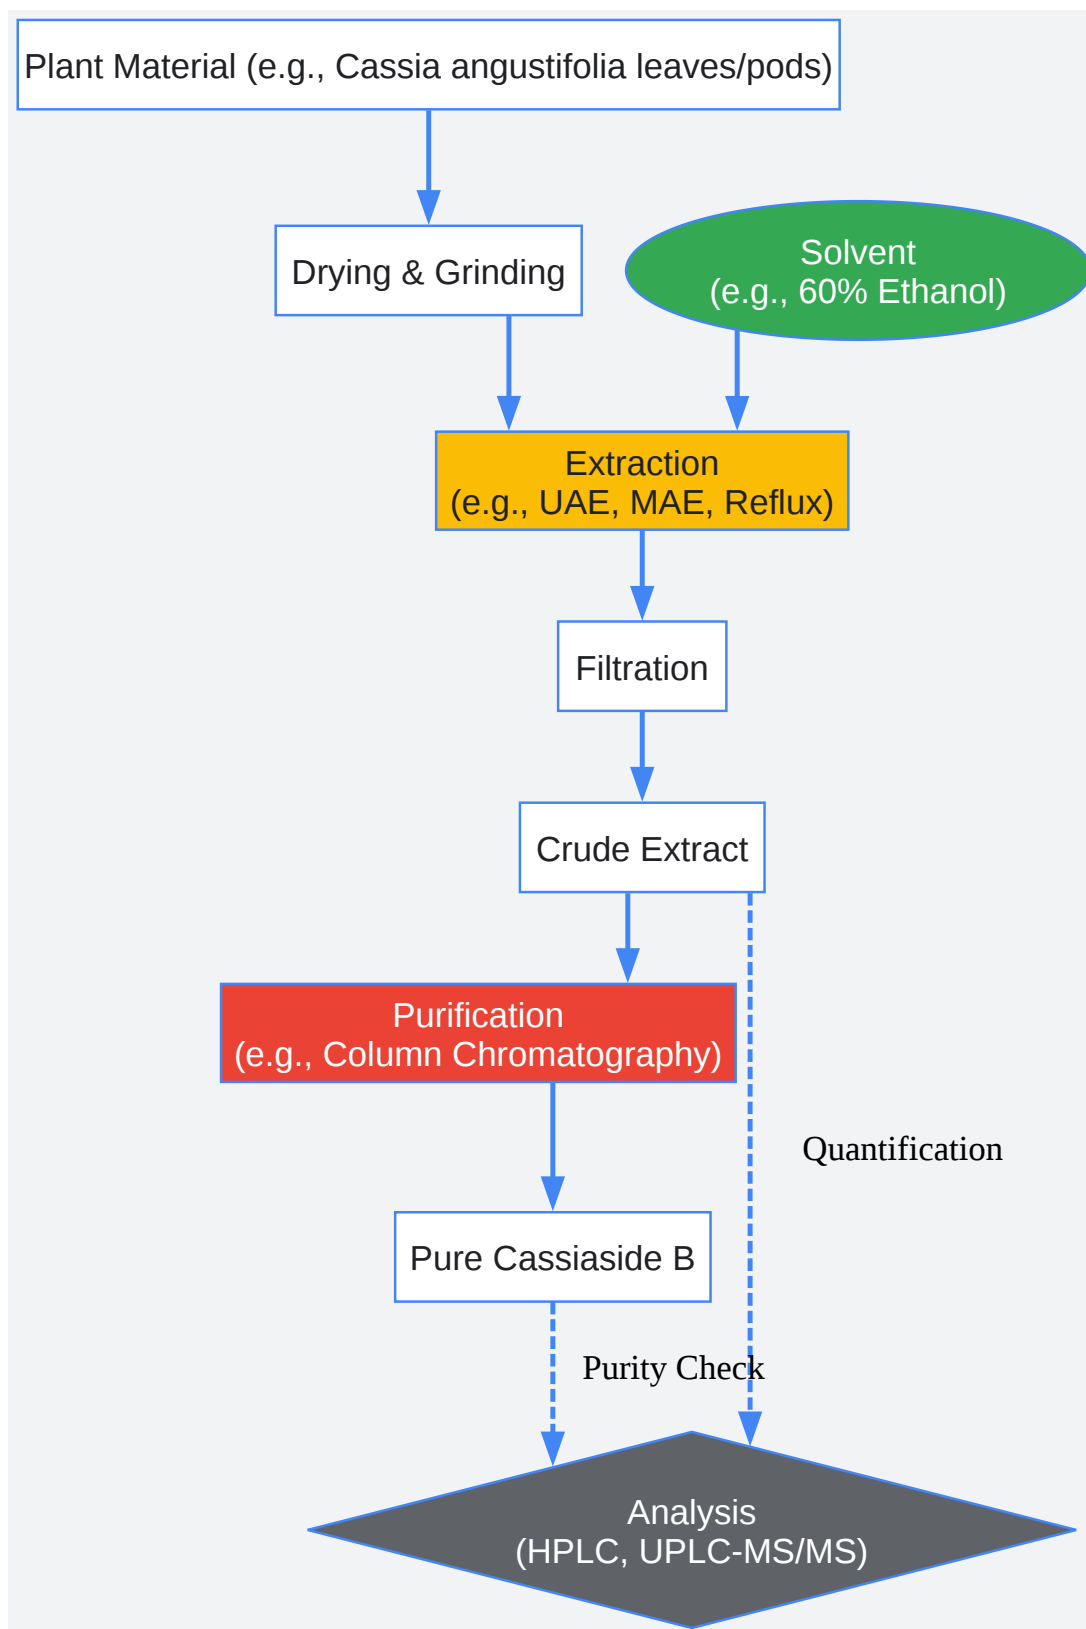 Plant Material (e.g., Cassia angustifolia leaves/pods)
Drying & Grinding
Solvent
(e.g., 60% Ethanol)
Extraction
(e.g., UAE, MAE, Reflux)
Filtration
Crude Extract
Purification
(e.g., Column Chromatography)
Quantification
Pure Cassiaside B
Purity Check
Analysis
(HPLC, UPLC-MS/MS)